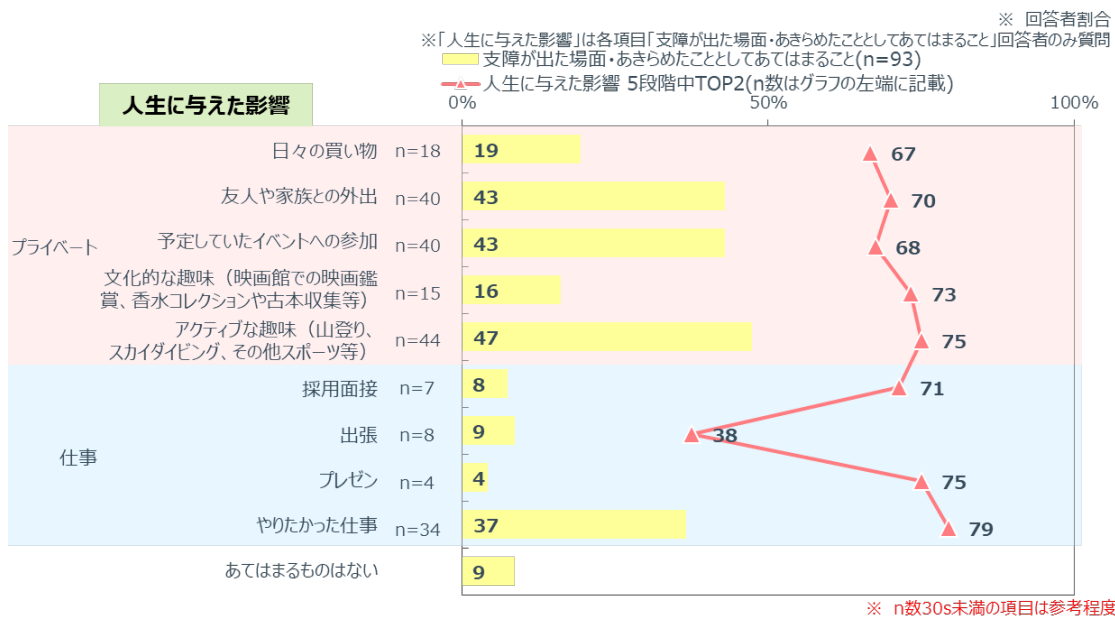 ※ 回答者割合
※「人生に与えた影響」は各項目「支障が出た場面・あきらめたこととしてあてはまること」回答者のみ質問
支障が出た場面・あきらめたこととしてあてはまること(n=93)
人生に与えた影響 5段階中TOP2(n数はグラフの左端に記載)
人生に与えた影響
0% 50% 100%
プライベート
日々の買い物 n=18 19 67
友人や家族との外出 n=40 43 70
予定していたイベントへの参加 n=40 43 68
文化的な趣味（映画館での映画鑑
賞、香水コレクションや古本収集等） n=15 16 73
アクティブな趣味（山登り、
スカイダイビング、その他スポーツ等） n=44 47 75
仕事
採用面接 n=7 8 71
出張 n=8 9 38
プレゼン n=4 4 75
やりたかった仕事 n=34 37 79
あてはまるものはない 9
※ n数30s未満の項目は参考程度